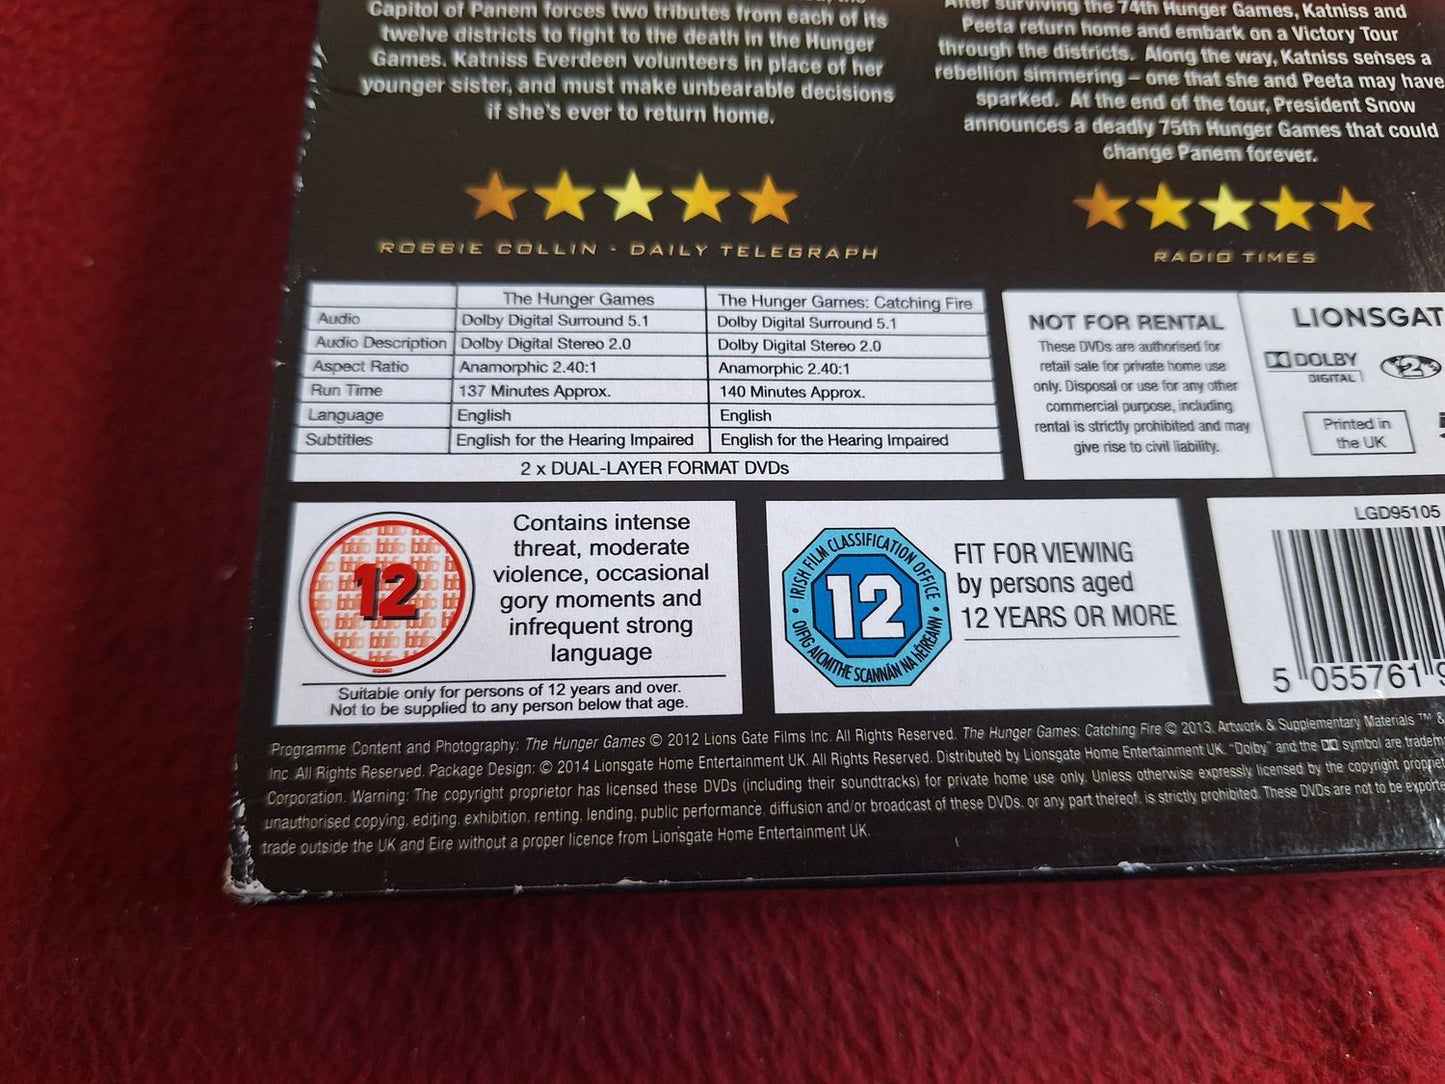 Capitol of Panem forces two tributes from each of its
twelve districts to fight to the death in the Hunger
Games. Katniss Everdeen volunteers in place of her
younger sister, and must make unbearable decisions
if she's ever to return home.
After surviving the 74th Hunger Games, Katniss and
Peeta return home and embark on a Victory Tour
through the districts. Along the way, Katniss senses a
rebellion simmering – one that she and Peeta may have
sparked. At the end of the tour, President Snow
announces a deadly 75th Hunger Games that could
change Panem forever.
ROBBIE COLLIN - DAILY TELEGRAPH
RADIO TIMES
The Hunger Games The Hunger Games: Catching Fire
Audio Dolby Digital Surround 5.1 Dolby Digital Surround 5.1
Audio Description Dolby Digital Stereo 2.0 Dolby Digital Stereo 2.0
Aspect Ratio Anamorphic 2.40:1 Anamorphic 2.40:1
Run Time 137 Minutes Approx. 140 Minutes Approx.
Language English English
Subtitles English for the Hearing Impaired English for the Hearing Impaired
2 x DUAL-LAYER FORMAT DVDs
NOT FOR RENTAL
These DVDs are authorised for
retail sale for private home use
only. Disposal or use for any other
commercial purpose, including
rental is strictly prohibited and may
give rise to civil liability.
LIONSGAT
DOLBY
DIGITAL
2
Printed in
the UK
12
Contains intense
threat, moderate
violence, occasional
gory moments and
infrequent strong
language
Suitable only for persons of 12 years and over.
Not to be supplied to any person below that age.
IRISH FILM CLASSIFICATION OFFICE
12
OIFIG AICMITHE SCANNÁN NA hÉIREANN
FIT FOR VIEWING
by persons aged
12 YEARS OR MORE
LGD95105
5 055761 9
Programme Content and Photography: The Hunger Games © 2012 Lions Gate Films Inc. All Rights Reserved. The Hunger Games: Catching Fire © 2013. Artwork & Supplementary Materials ™ &
Inc. All Rights Reserved. Package Design: © 2014 Lionsgate Home Entertainment UK. All Rights Reserved. Distributed by Lionsgate Home Entertainment UK. "Dolby" and the symbol are tradem
Corporation. Warning: The copyright proprietor has licensed these DVDs (including their soundtracks) for private home use only. Unless otherwise expressly licensed by the copyright propriet
unauthorised copying, editing, exhibition, renting, lending, public performance, diffusion and/or broadcast of these DVDs, or any part thereof, is strictly prohibited. These DVDs are not to be exporte
trade outside the UK and Eire without a proper licence from Lionsgate Home Entertainment UK.